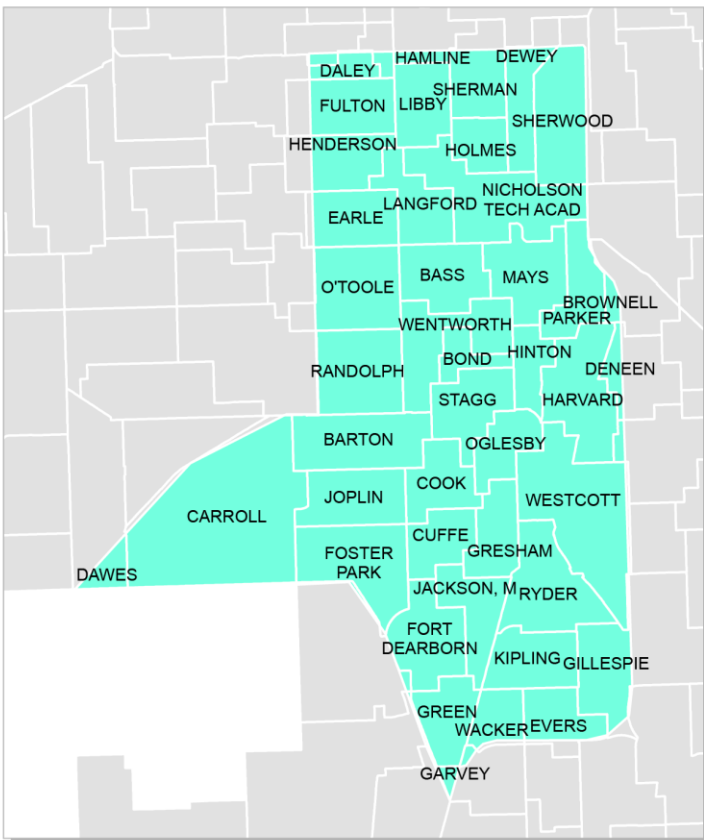 HAMLINE
DEWEY
DALEY
SHERMAN
FULTON
LIBBY
SHERWOOD
HENDERSON
HOLMES
NICHOLSON
TECH ACAD
LANGFORD
EARLE
BASS
MAYS
O'TOOLE
BROWNELL
PARKER
WENTWORTH
HINTON
BOND
DENEEN
RANDOLPH
STAGG
HARVARD
BARTON
OGLESBY
COOK
JOPLIN
WESTCOTT
CARROLL
CUFFE
GRESHAM
FOSTER
PARK
DAWES
JACKSON, M
RYDER
FORT
DEARBORN
KIPLING
GILLESPIE
GREEN
WACKER
EVERS
GARVEY